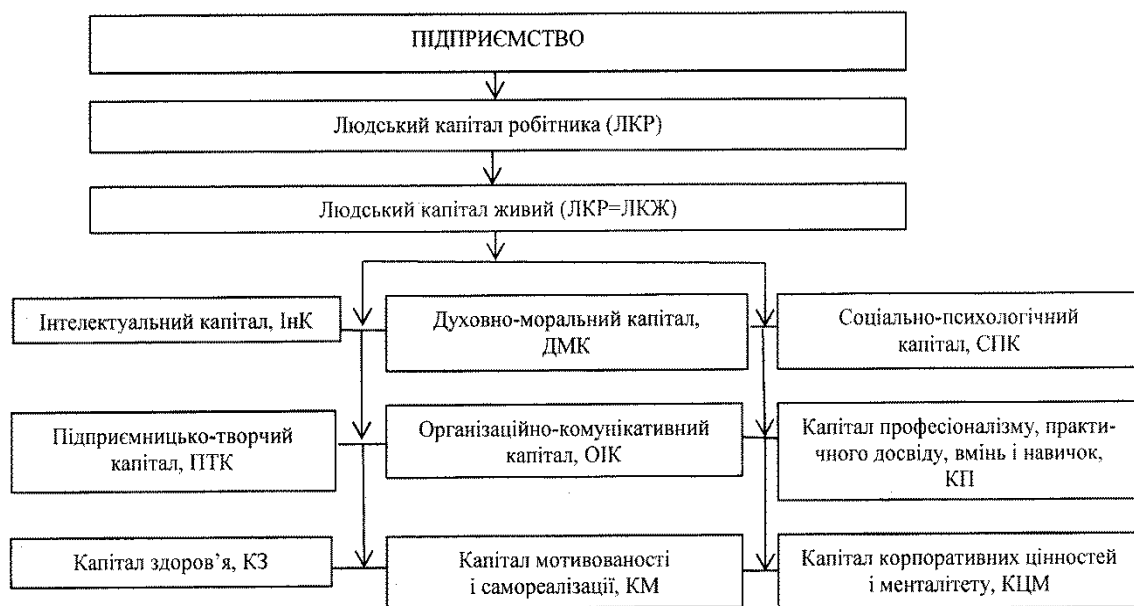 ПІДПРИЄМСТВО
Людський капітал робітника (ЛКР)
Людський капітал живий (ЛКР=ЛКЖ)
Інтелектуальний капітал, ІнК
Духовно-моральний капітал,
ДМК
Соціально-психологічний
капітал, СПК
Підприємницько-творчий
капітал, ПТК
Організаційно-комунікативний
капітал, ОІК
Капітал професіоналізму, практи-
чного досвіду, вмінь і навичок,
КП
Капітал здоров’я, КЗ
Капітал мотивованості
і самореалізації, КМ
Капітал корпоративних цінностей
і менталітету, КЦМ